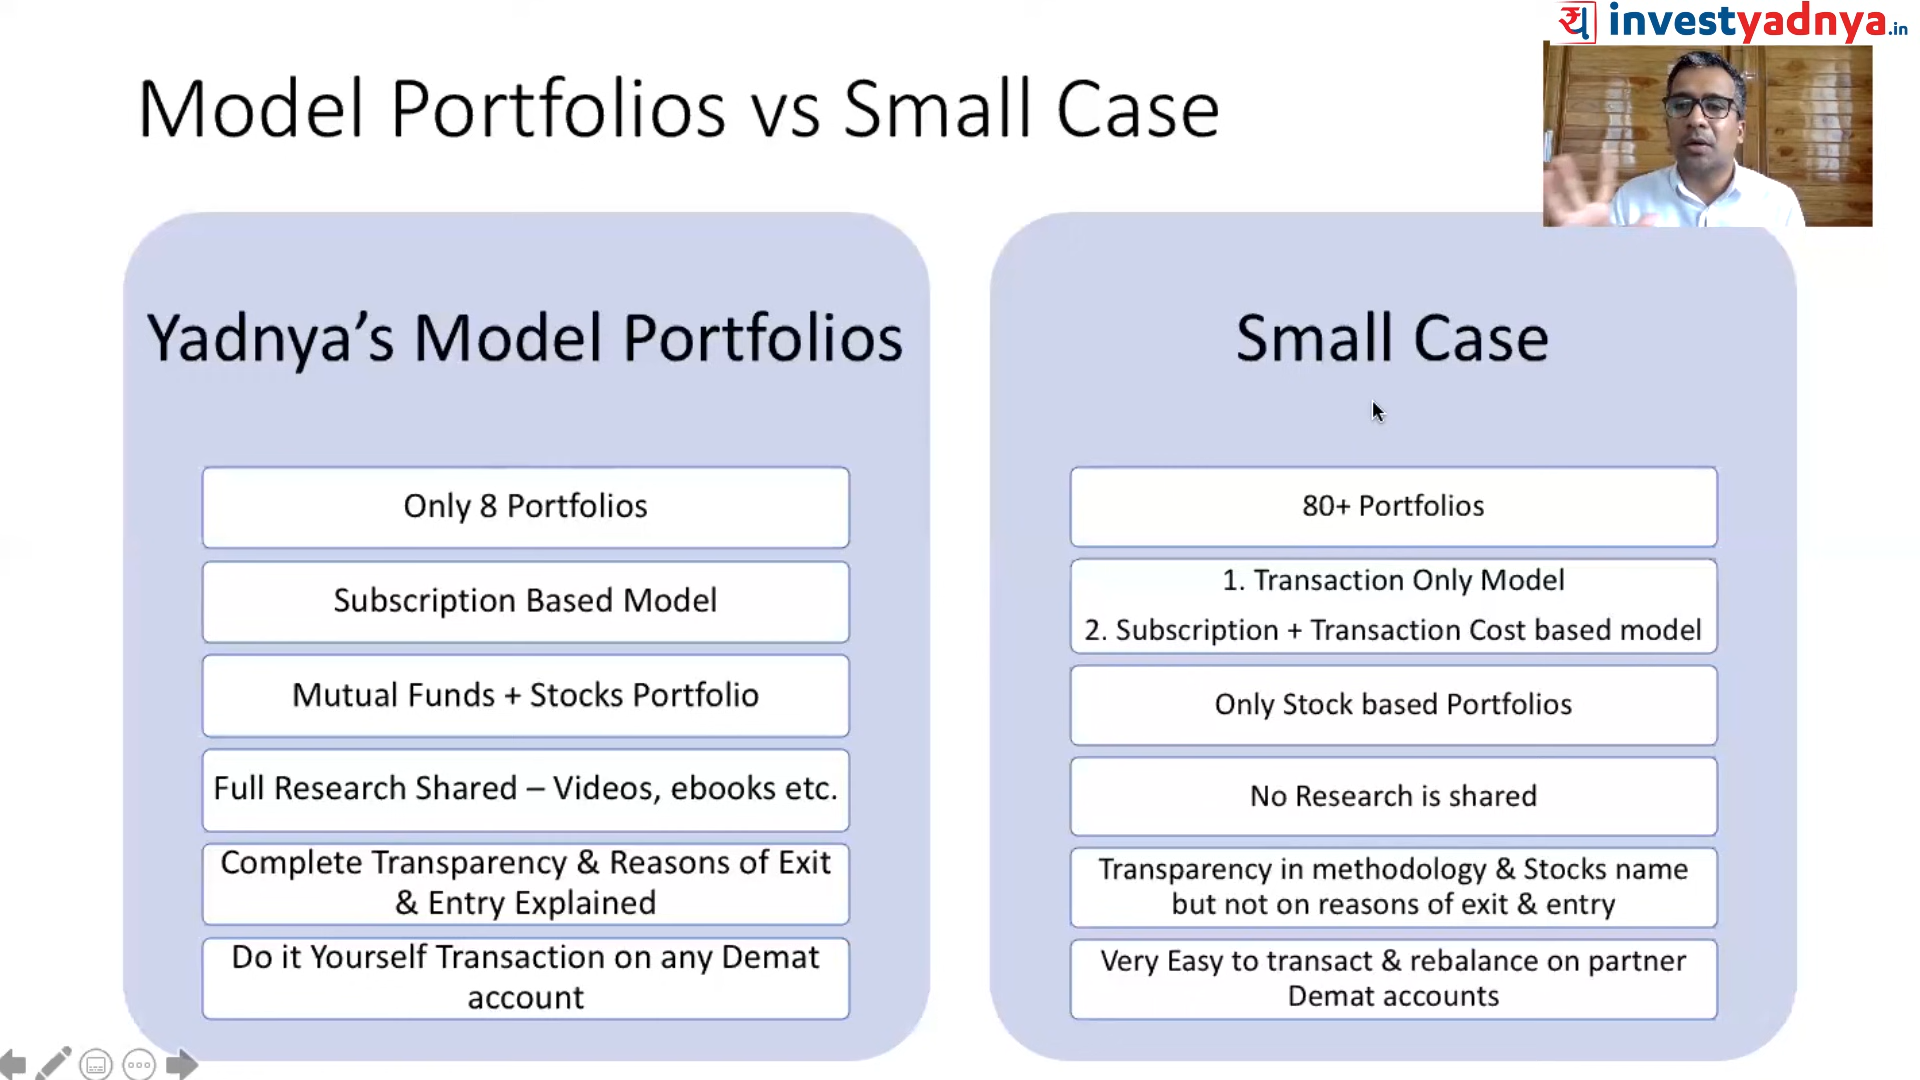 investyadnya.in
Model Portfolios vs Small Case
Yadnya's Model Portfolios
Only 8 Portfolios
Subscription Based Model
Mutual Funds + Stocks Portfolio
Full Research Shared – Videos, ebooks etc.
Complete Transparency & Reasons of Exit
& Entry Explained
Do it Yourself Transaction on any Demat
account
Small Case
80+ Portfolios
1. Transaction Only Model
2. Subscription + Transaction Cost based model
Only Stock based Portfolios
No Research is shared
Transparency in methodology & Stocks name
but not on reasons of exit & entry
Very Easy to transact & rebalance on partner
Demat accounts